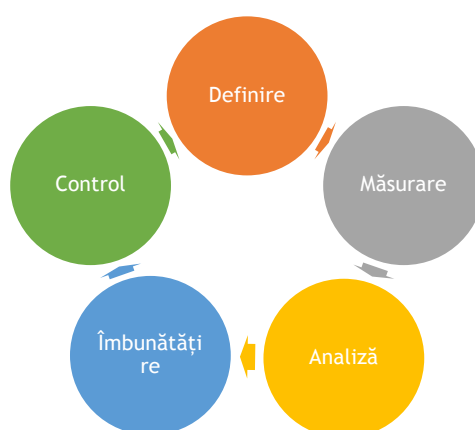 Definire
Măsurare
Analiză
Îmbunătăți
re
Control